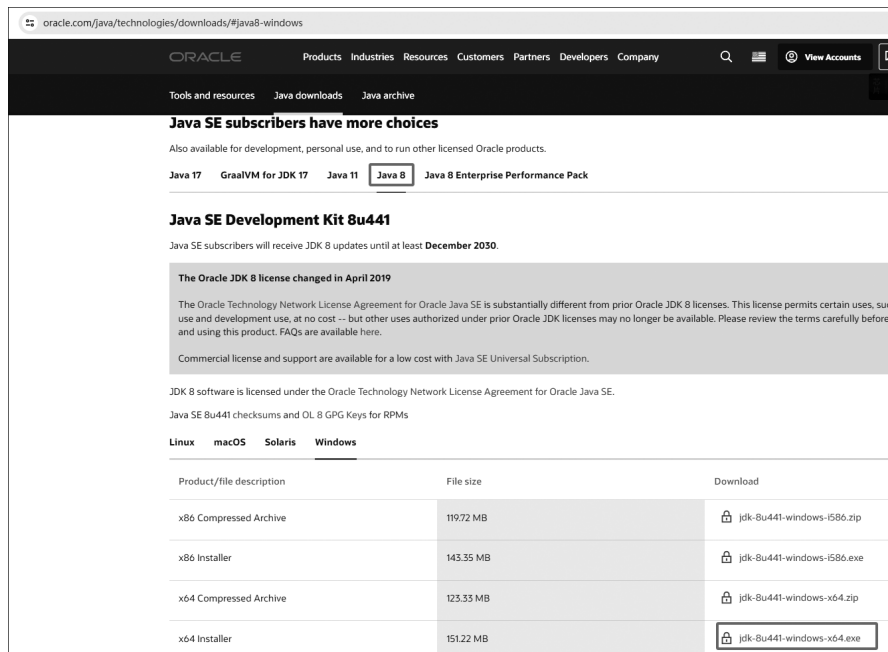 oracle.com/java/technologies/downloads/#java8-windows
ORACLE Products Industries Resources Customers Partners Developers Company View Accounts
Tools and resources Java downloads Java archive
Java SE subscribers have more choices
Also available for development, personal use, and to run other licensed Oracle products.
Java 17 GraalVM for JDK 17 Java 11 Java 8 Java 8 Enterprise Performance Pack
Java SE Development Kit 8u441
Java SE subscribers will receive JDK 8 updates until at least December 2030.
The Oracle JDK 8 license changed in April 2019
The Oracle Technology Network License Agreement for Oracle Java SE is substantially different from prior Oracle JDK 8 licenses. This license permits certain uses,
use and development use, at no cost -- but other uses authorized under prior Oracle JDK licenses may no longer be available. Please review the terms carefully before
and using this product. FAQs are available here.
Commercial license and support are available for a low cost with Java SE Universal Subscription.
JDK 8 software is licensed under the Oracle Technology Network License Agreement for Oracle Java SE.
Java SE 8u441 checksums and OL 8 GPG Keys for RPMs
Linux macOS Solaris Windows
Product/file description File size Download
x86 Compressed Archive 119.72 MB jdk-8u441-windows-i586.zip
x86 Installer 143.35 MB jdk-8u441-windows-i586.exe
x64 Compressed Archive 123.33 MB jdk-8u441-windows-x64.zip
x64 Installer 151.22 MB jdk-8u441-windows-x64.exe